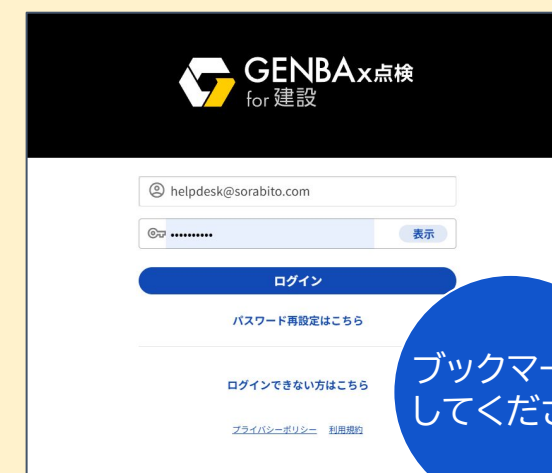 GENBAx点検
for 建設
helpdesk@sorabito.com
••••••••••
表示
ログイン
パスワード再設定はこちら
ログインできない方はこちら
プライバシーポリシー 利用規約
ブックマー
してくだ